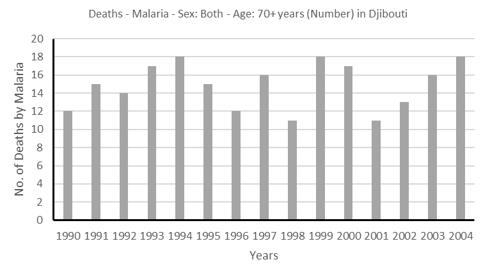 Deaths - Malaria - Sex: Both - Age: 70+ years (Number) in Djibouti
20
18
16
14
12
10
8
6
4
2
0
No. of Deaths by Malaria
1990 1991 1992 1993 1994 1995 1996 1997 1998 1999 2000 2001 2002 2003 2004
Years